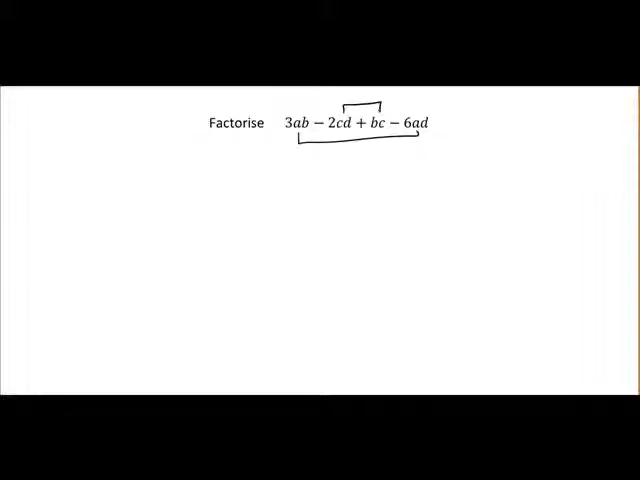 Factorise 3ab − 2cd + bc − 6ad